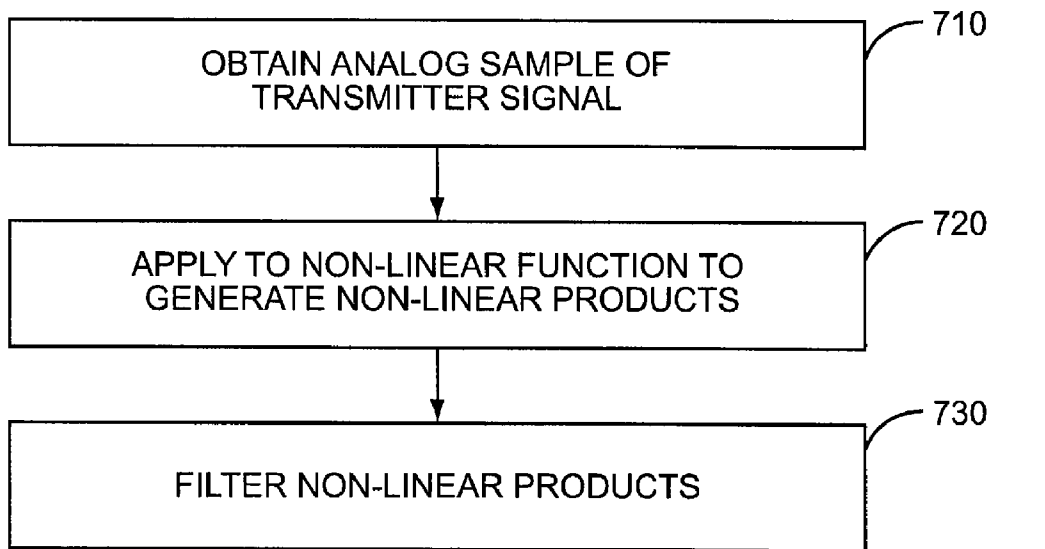 710
OBTAIN ANALOG SAMPLE OF
TRANSMITTER SIGNAL
720
APPLY TO NON-LINEAR FUNCTION TO
GENERATE NON-LINEAR PRODUCTS
730
FILTER NON-LINEAR PRODUCTS